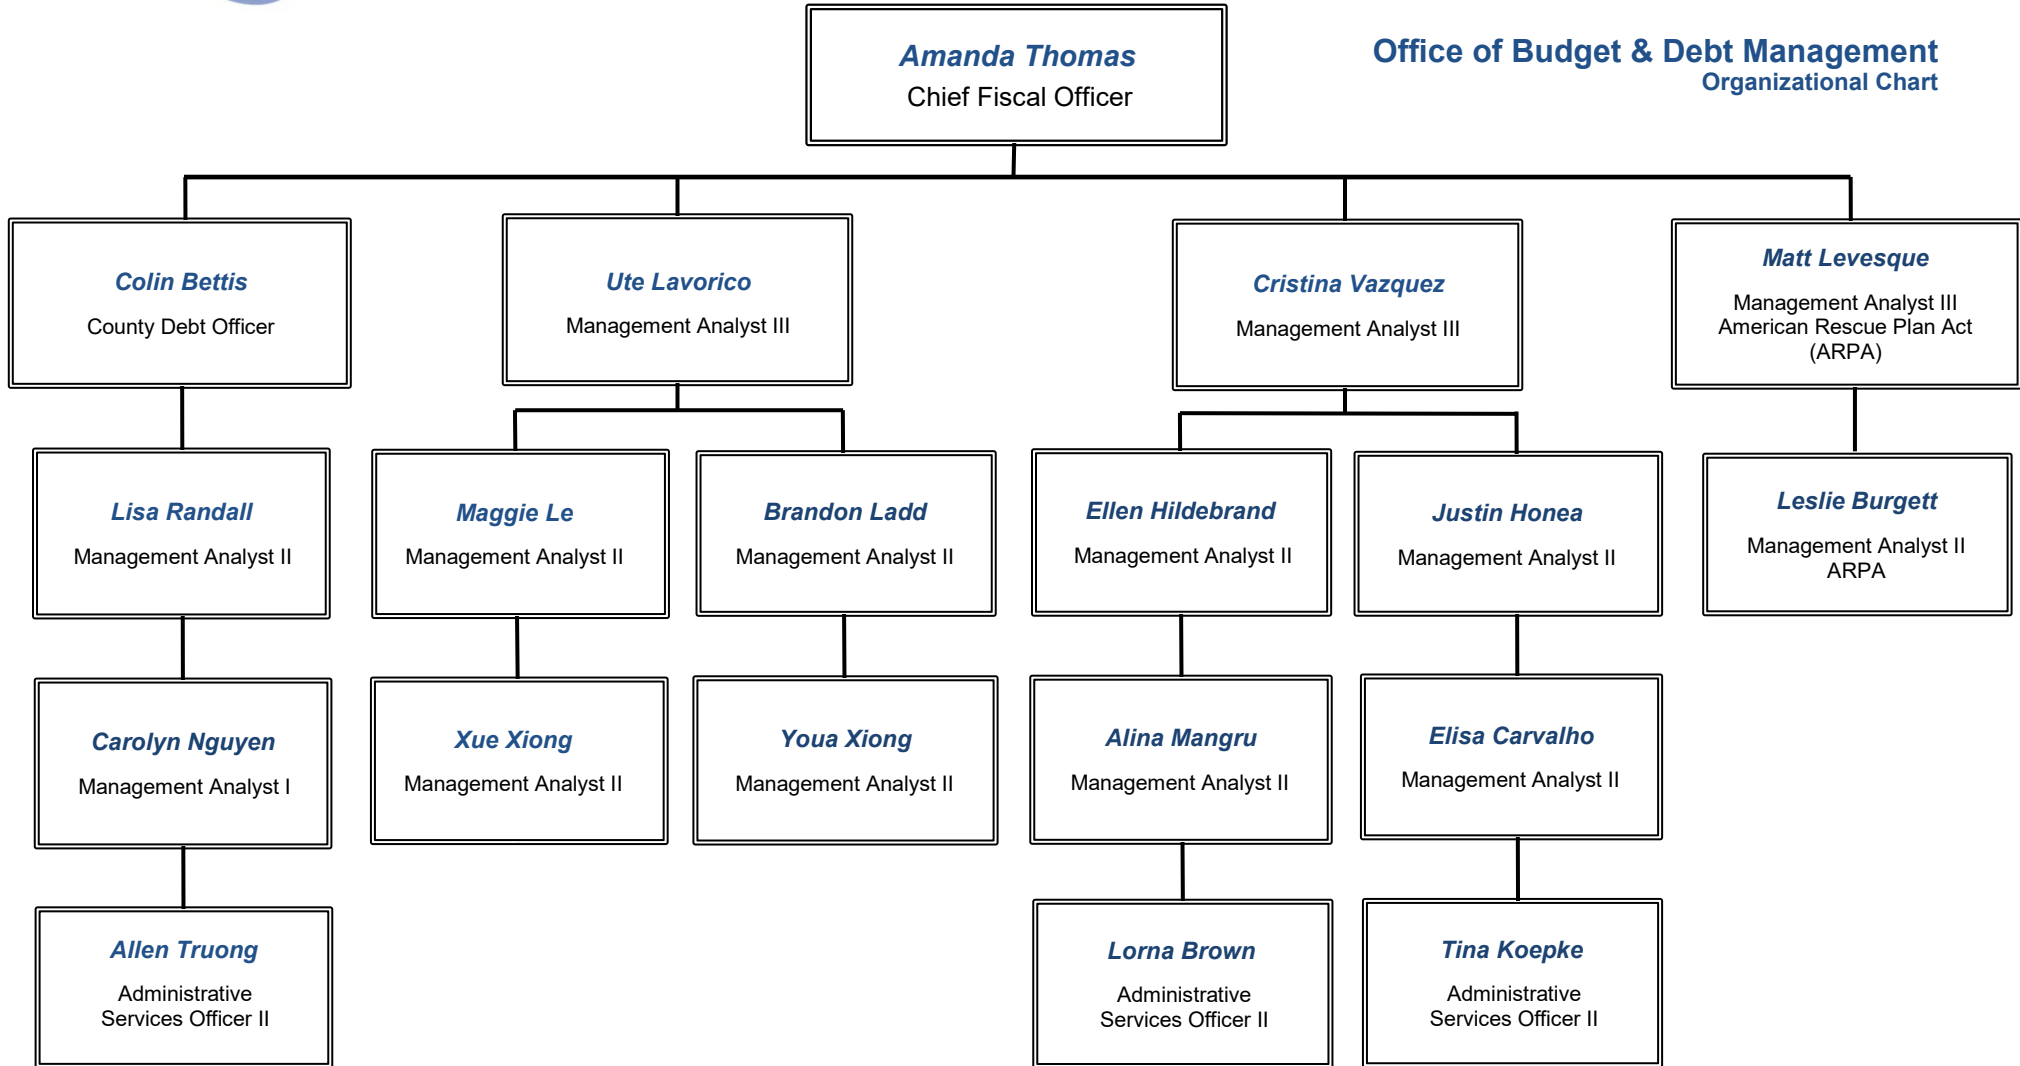 Amanda Thomas
Chief Fiscal Officer
Office of Budget & Debt Management
Organizational Chart
Colin Bettis
County Debt Officer
Ute Lavorico
Management Analyst III
Cristina Vazquez
Management Analyst III
Matt Levesque
Management Analyst III
American Rescue Plan Act
(ARPA)
Lisa Randall
Management Analyst II
Maggie Le
Management Analyst II
Brandon Ladd
Management Analyst II
Ellen Hildebrand
Management Analyst II
Justin Honea
Management Analyst II
Leslie Burgett
Management Analyst II
ARPA
Carolyn Nguyen
Management Analyst I
Xue Xiong
Management Analyst II
Youa Xiong
Management Analyst II
Alina Mangru
Management Analyst II
Elisa Carvalho
Management Analyst II
Allen Truong
Administrative
Services Officer II
Lorna Brown
Administrative
Services Officer II
Tina Koepke
Administrative
Services Officer II